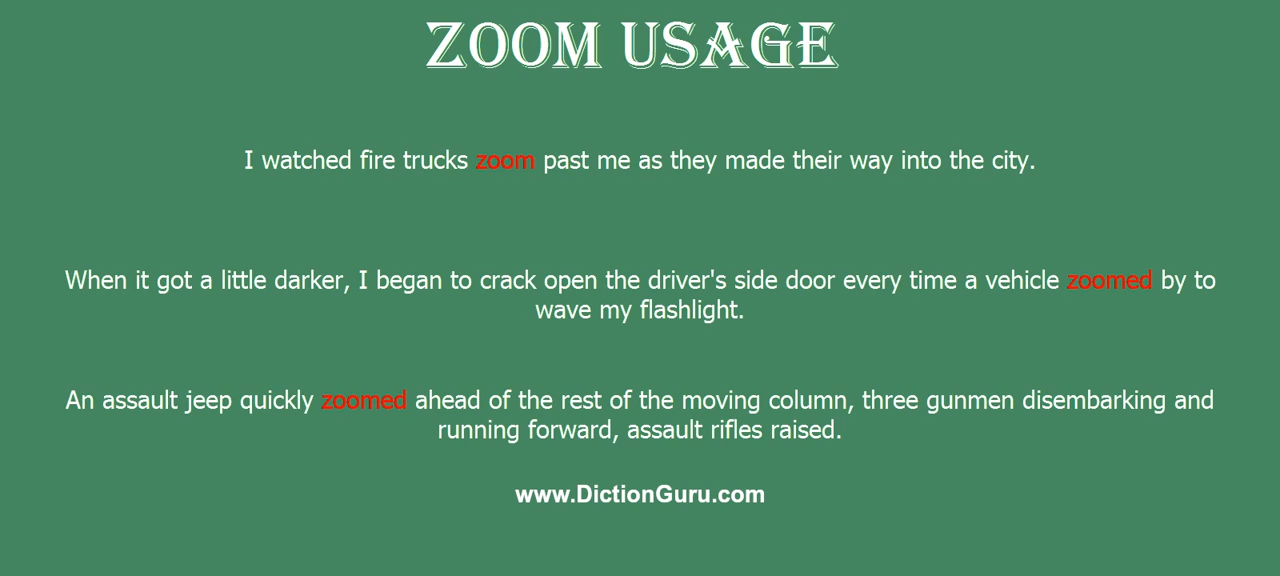 ZOOM USAGE
I watched fire trucks zoom past me as they made their way into the city.
When it got a little darker, I began to crack open the driver's side door every time a vehicle zoomed by to
wave my flashlight.
An assault jeep quickly zoomed ahead of the rest of the moving column, three gunmen disembarking and
running forward, assault rifles raised.
www.DictionGuru.com